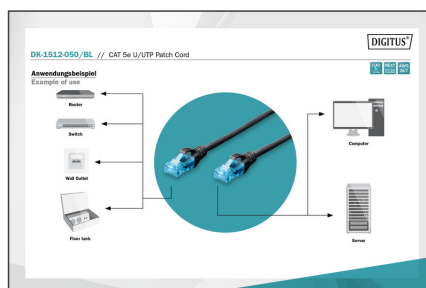 DIGITUS®
DK-1512-050/BL // CAT 5e U/UTP Patch Cord
Anwendungsbeispiel
Example of use
Router
Switch
Wall Outlet
Floor tank
Computer
Server